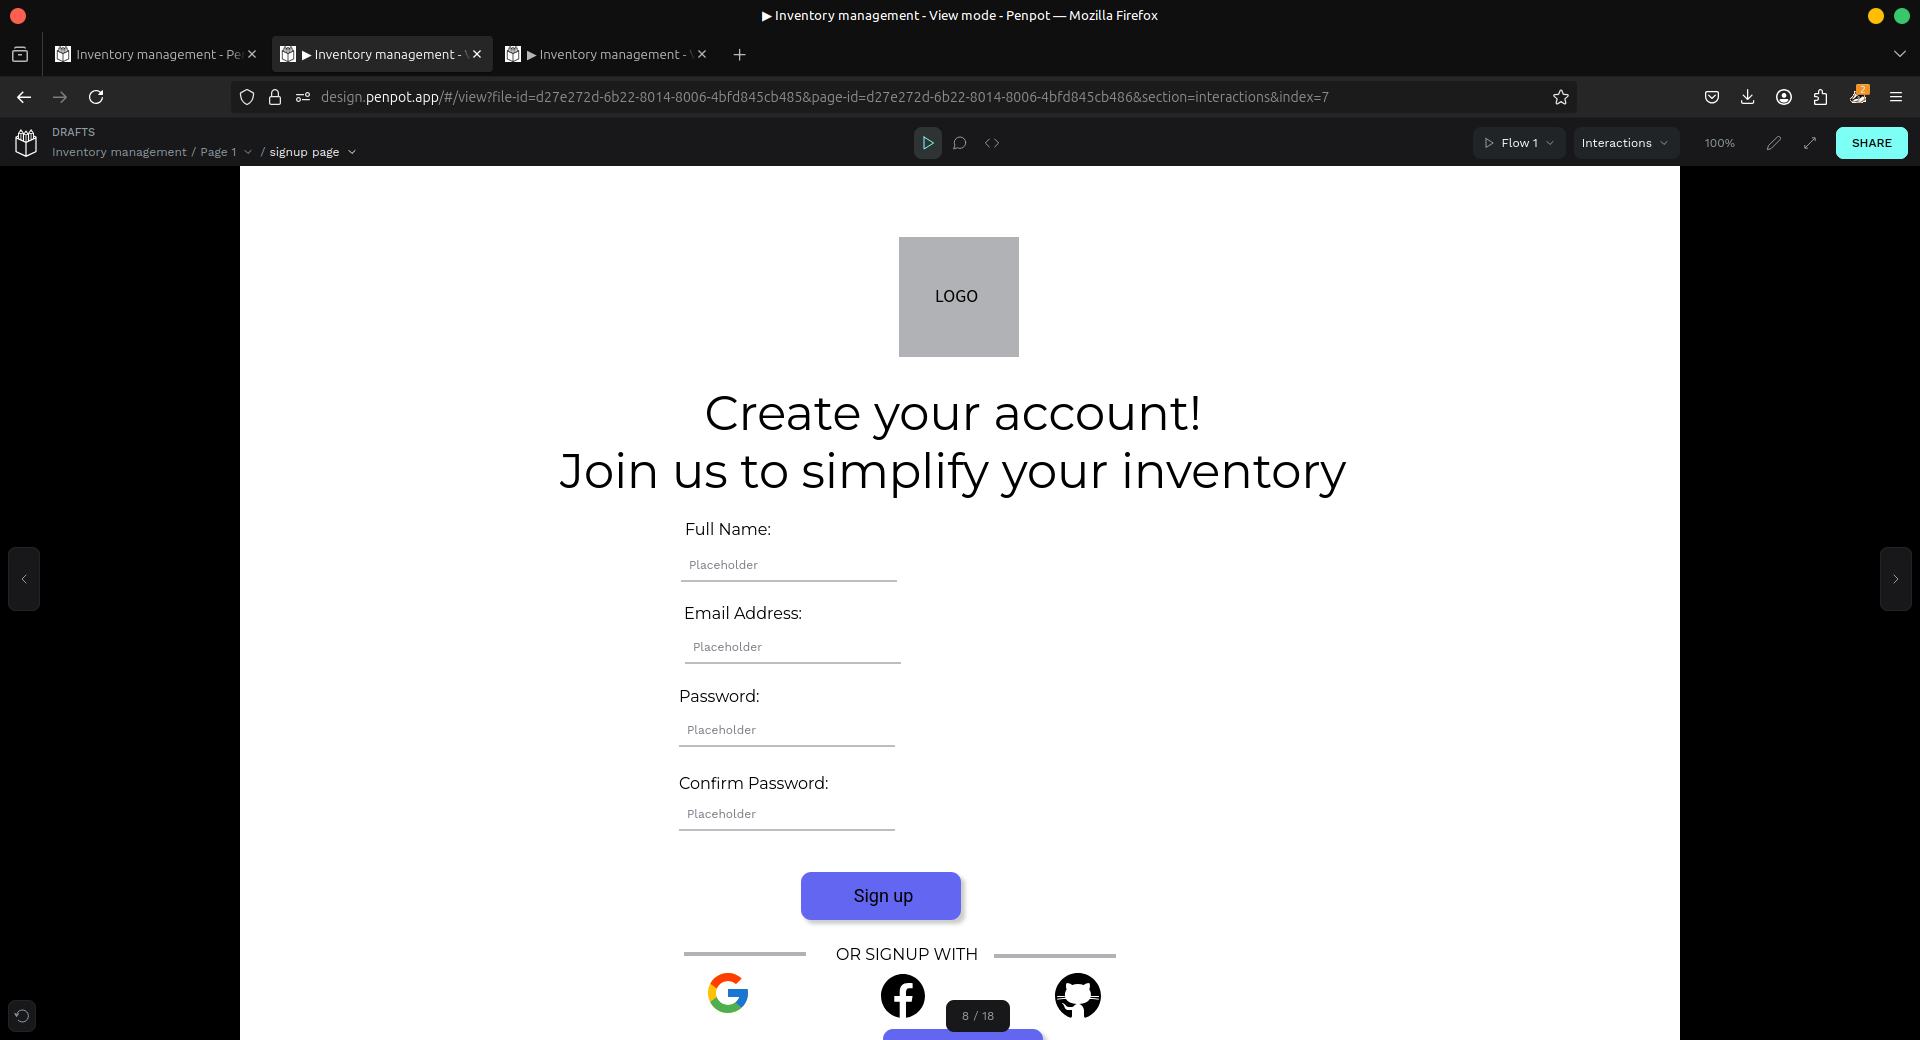 ▶ Inventory management - View mode - Penpot — Mozilla Firefox
Inventory management - Pe
▶ Inventory management -
▶ Inventory management -
design.penpot.app/#/view?file-id=d27e272d-6b22-8014-8006-4bfd845cb485&page-id=d27e272d-6b22-8014-8006-4bfd845cb486&section=interactions&index=7
2
DRAFTS
Inventory management / Page 1 / signup page
Flow 1
Interactions
100%
SHARE
LOGO
Create your account!
Join us to simplify your inventory
Full Name:
Placeholder
Email Address:
Placeholder
Password:
Placeholder
Confirm Password:
Placeholder
Sign up
OR SIGNUP WITH
8 / 18